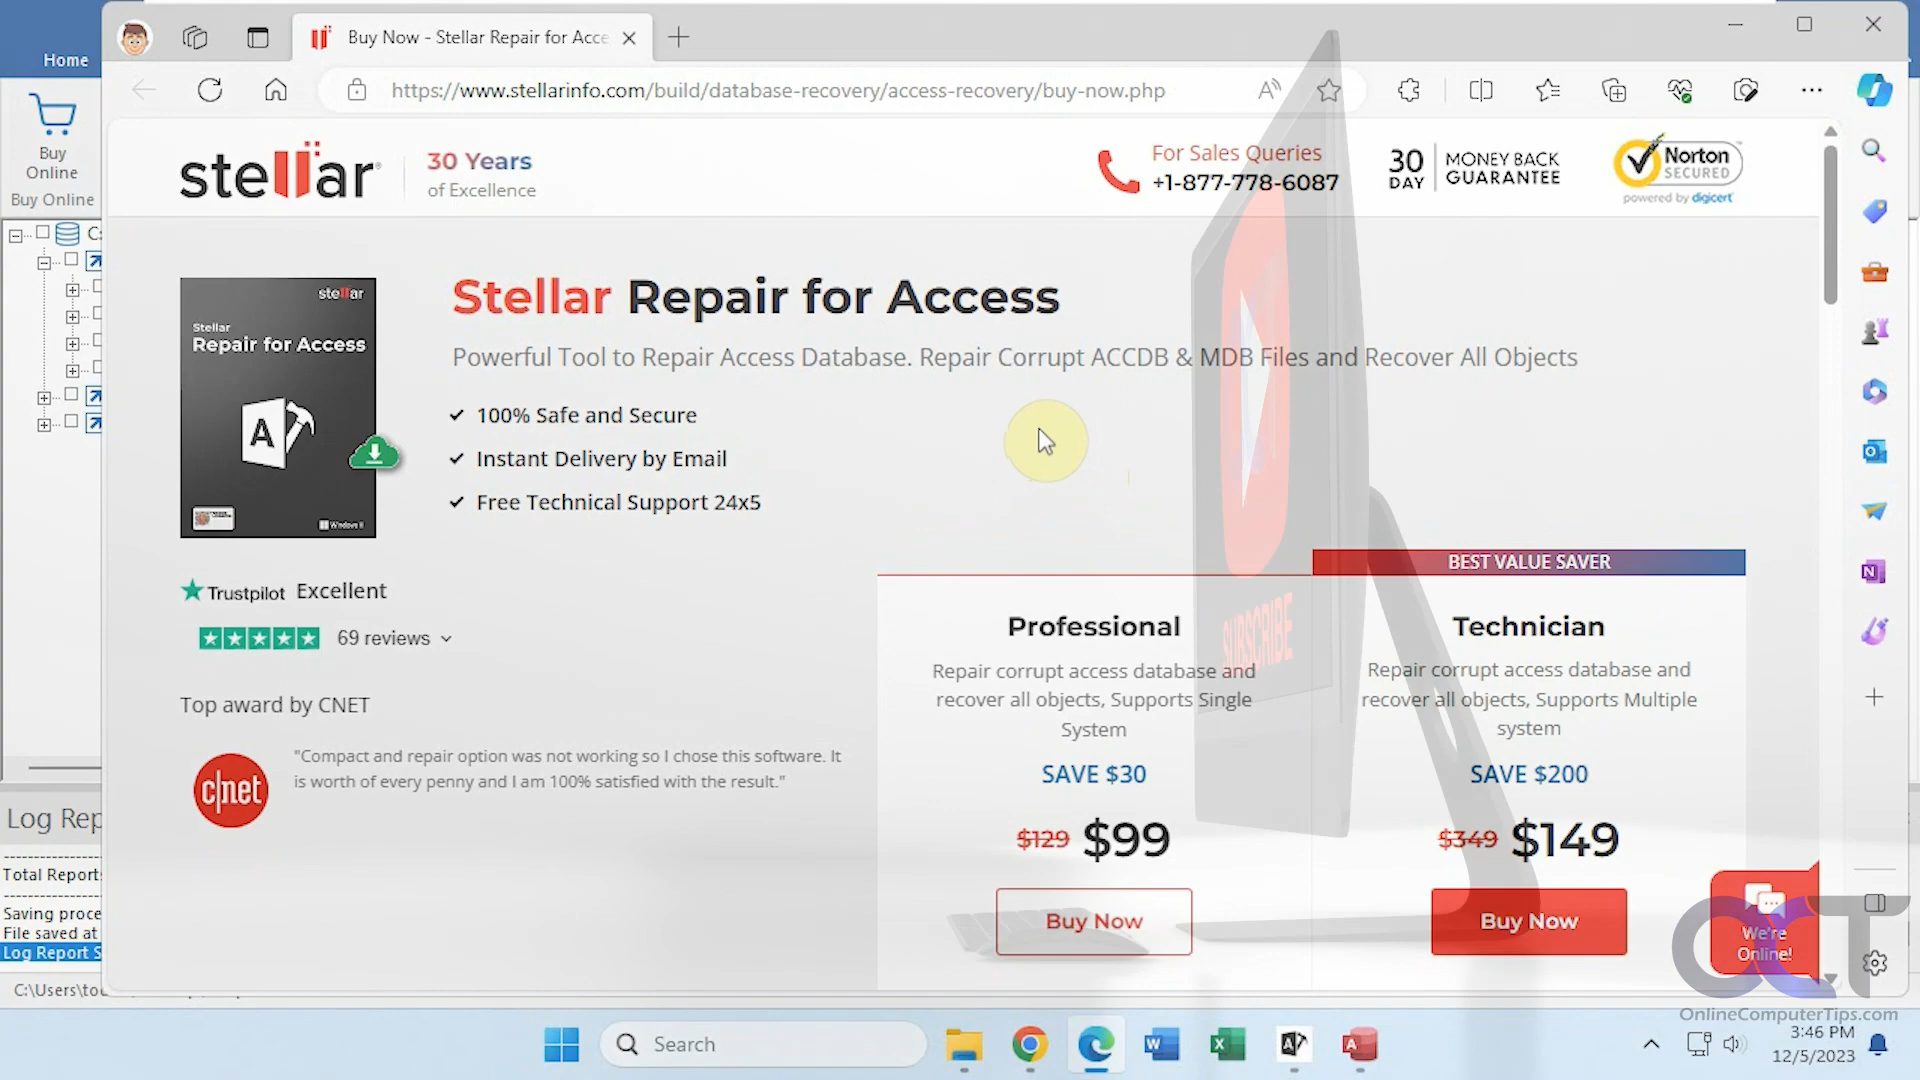 Home
Buy Now - Stellar Repair for Acce
https://www.stellarinfo.com/build/database-recovery/access-recovery/buy-now.php
Buy
Online
Buy Online
stellar
30 Years
of Excellence
For Sales Queries
+1-877-778-6087
30
DAY
MONEY BACK
GUARANTEE
Norton
SECURED
powered by digicert
stellar
Stellar
Repair for Access
A
Windows 11
Stellar Repair for Access
Powerful Tool to Repair Access Database. Repair Corrupt ACCDB & MDB Files and Recover All Objects
100% Safe and Secure
Instant Delivery by Email
Free Technical Support 24x5
Trustpilot Excellent
69 reviews
Top award by CNET
c|net
"Compact and repair option was not working so I chose this software. It
is worth of every penny and I am 100% satisfied with the result."
SUBSCRIBE
Professional
Repair corrupt access database and
recover all objects, Supports Single
System
SAVE $30
$129 $99
Buy Now
BEST VALUE SAVER
Technician
Repair corrupt access database and
recover all objects, Supports Multiple
system
SAVE $200
$349 $149
Buy Now
We're
Online!
OCT
OnlineComputerTips.com
Log Rep
Total Reports
Saving proce
File saved at
Log Report S
C:\Users\to
Search
3:46 PM
12/5/2023